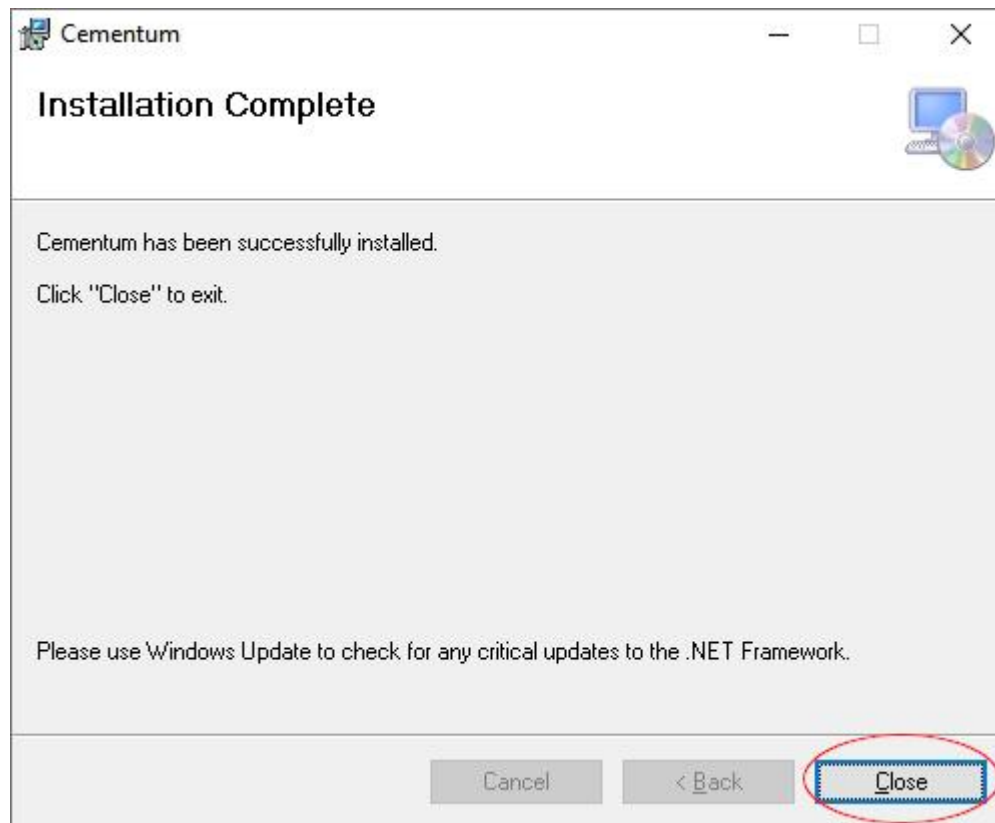 Cementum
Installation Complete
Cementum has been successfully installed.
Click "Close" to exit.
Please use Windows Update to check for any critical updates to the .NET Framework.
Cancel
< Back
Close